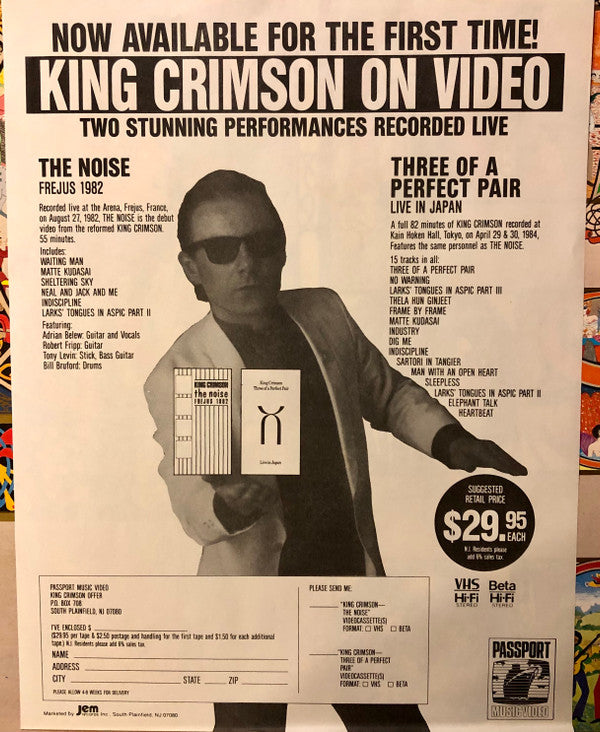 NOW AVAILABLE FOR THE FIRST TIME!
KING CRIMSON ON VIDEO
TWO STUNNING PERFORMANCES RECORDED LIVE
THE NOISE
FREJUS 1982
Recorded live at the Arena, Frejus, France,
on August 27, 1982, THE NOISE is the debut
video from the reformed KING CRIMSON.
55 minutes.
Includes:
WAITING MAN
MATTE KUDASAI
SHELTERING SKY
NEAL AND JACK AND ME
INDISCIPLINE
LARKS' TONGUES IN ASPIC PART II
Featuring:
Adrian Belew: Guitar and Vocals
Robert Fripp: Guitar
Tony Levin: Stick, Bass Guitar
Bill Bruford: Drums
THREE OF A
PERFECT PAIR
LIVE IN JAPAN
A full 82 minutes of KING CRIMSON recorded at
Kain Hoken Hall, Tokyo, on April 29 & 30, 1984,
Features the same personnel as THE NOISE.
15 tracks in all:
THREE OF A PERFECT PAIR
NO WARNING
LARKS' TONGUES IN ASPIC PART III
THELA HUN GINJEET
FRAME BY FRAME
MATTE KUDASAI
INDUSTRY
DIG ME
INDISCIPLINE
SARTORI IN TANGIER
MAN WITH AN OPEN HEART
SLEEPLESS
LARKS' TONGUES IN ASPIC PART II
ELEPHANT TALK
HEARTBEAT
KING CRIMSON
the noise
FREJUS 1982
King Crimson
Three of a Perfect Pair
Live in Japan
SUGGESTED
RETAIL PRICE
$29.95
EACH
N.J. Residents please
add 6% sales tax.
VHS Beta
Hi-Fi Hi-Fi
STEREO STEREO
PASSPORT MUSIC VIDEO
KING CRIMSON OFFER
P.O. BOX 708
SOUTH PLAINFIELD, NJ 07080
I'VE ENCLOSED $
($29.95 per tape & $2.50 postage and handling for the first tape and $1.50 for each additional
tape.) N.J. Residents please add 6% sales tax.
NAME
ADDRESS
CITY STATE ZIP
PLEASE ALLOW 4-6 WEEKS FOR DELIVERY
PLEASE SEND ME:
"KING CRIMSON—
THE NOISE"
VIDEOCASSETTE(S)
FORMAT: ☐ VHS ☐ BETA
"KING CRIMSON—
THREE OF A PERFECT
PAIR"
VIDEOCASSETTE(S)
FORMAT: ☐ VHS ☐ BETA
PASSPORT
MUSIC VIDEO
Marketed by Jem RECORDS Inc. South Plainfield, NJ 07080